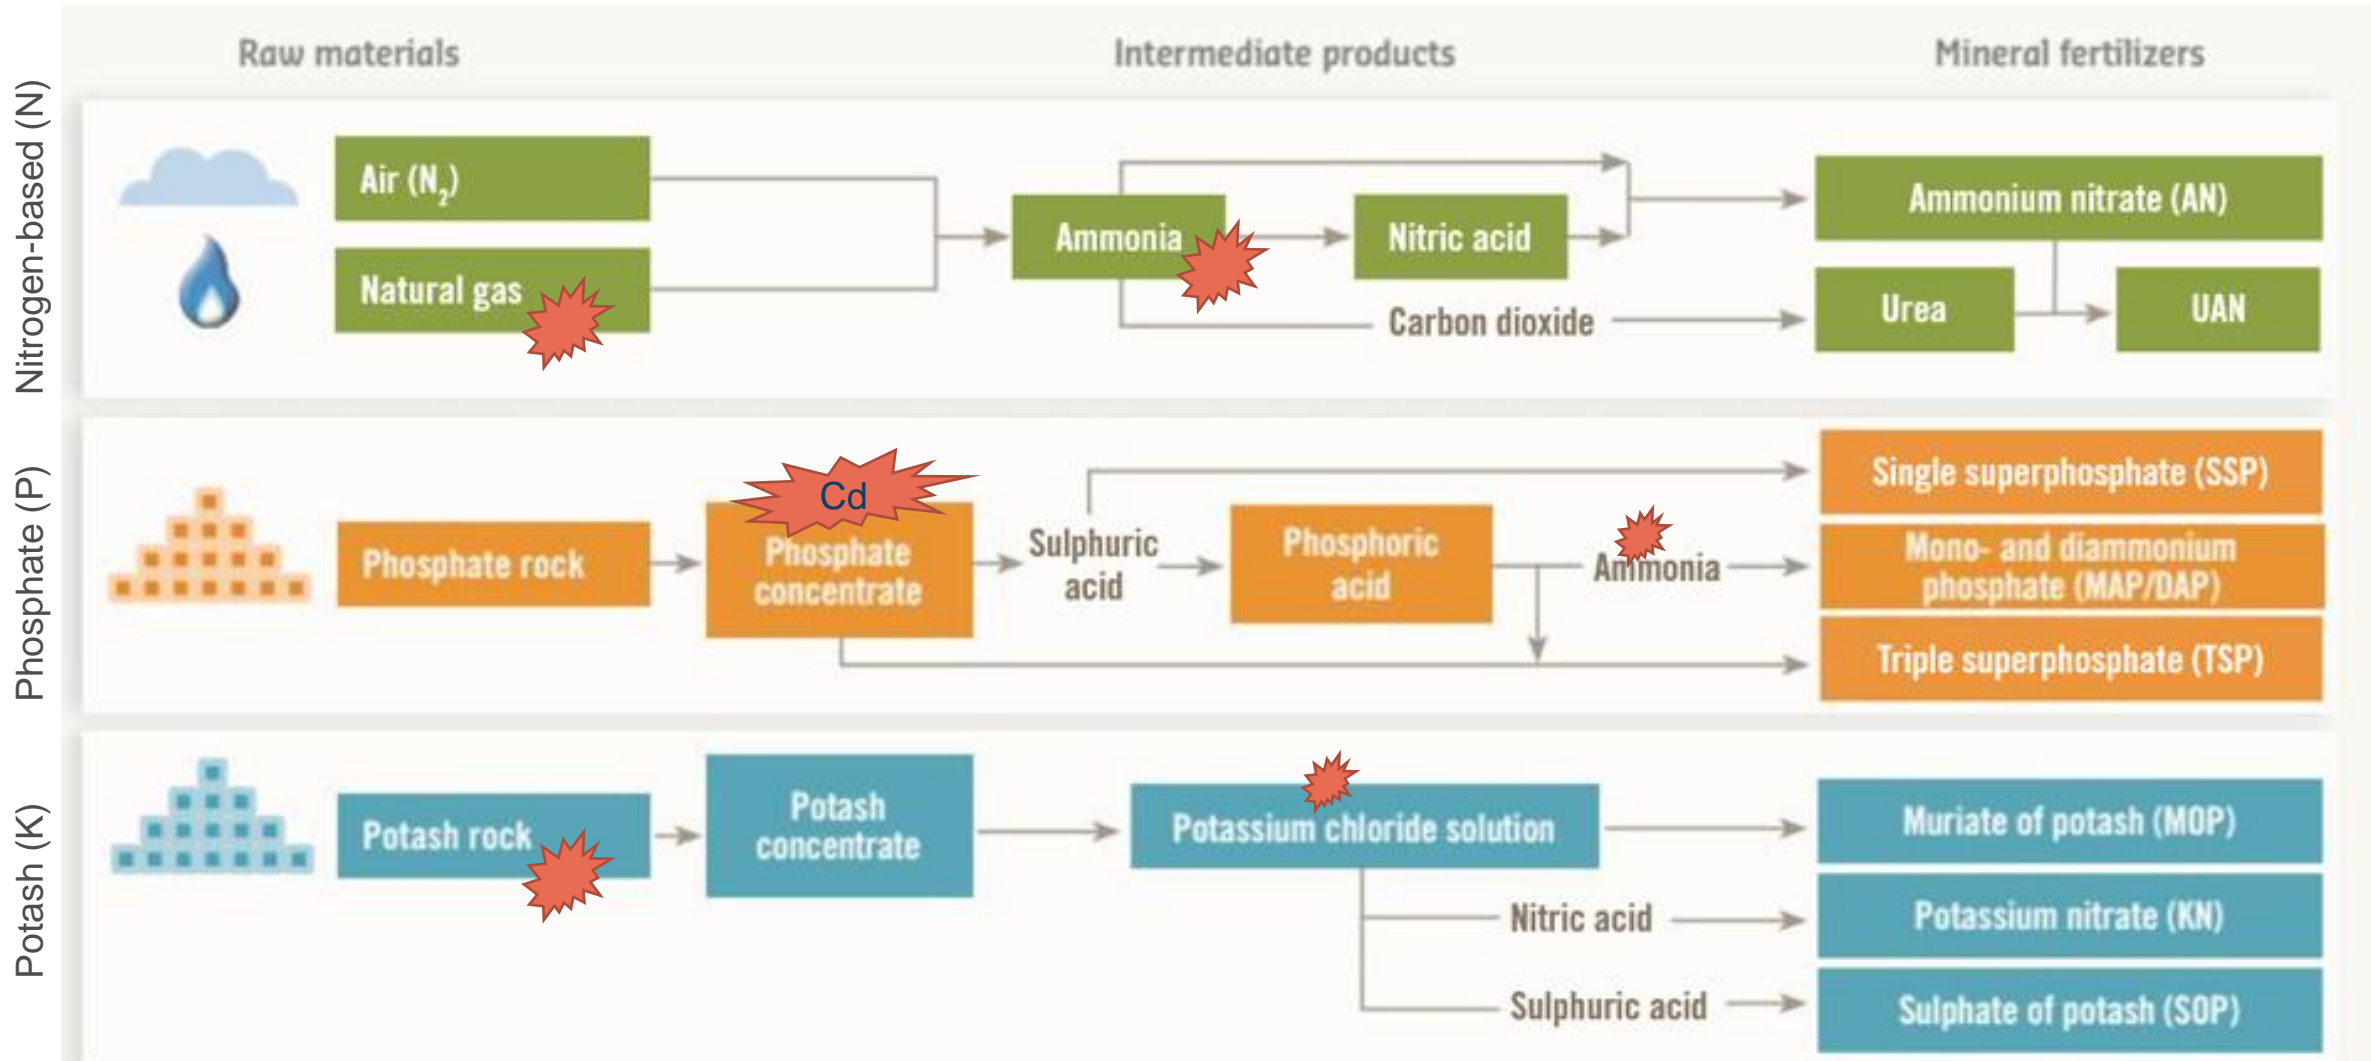 Raw materials
Intermediate products
Mineral fertilizers
Nitrogen-based (N)
Air (N₂)
Natural gas
Ammonia
Nitric acid
Carbon dioxide
Ammonium nitrate (AN)
Urea
UAN
Phosphate (P)
Phosphate rock
Cd
Phosphate
concentrate
Sulphuric
acid
Phosphoric
acid
Ammonia
Single superphosphate (SSP)
Mono- and diammonium
phosphate (MAP/DAP)
Triple superphosphate (TSP)
Potash (K)
Potash rock
Potash
concentrate
Potassium chloride solution
Nitric acid
Sulphuric acid
Muriate of potash (MOP)
Potassium nitrate (KN)
Sulphate of potash (SOP)